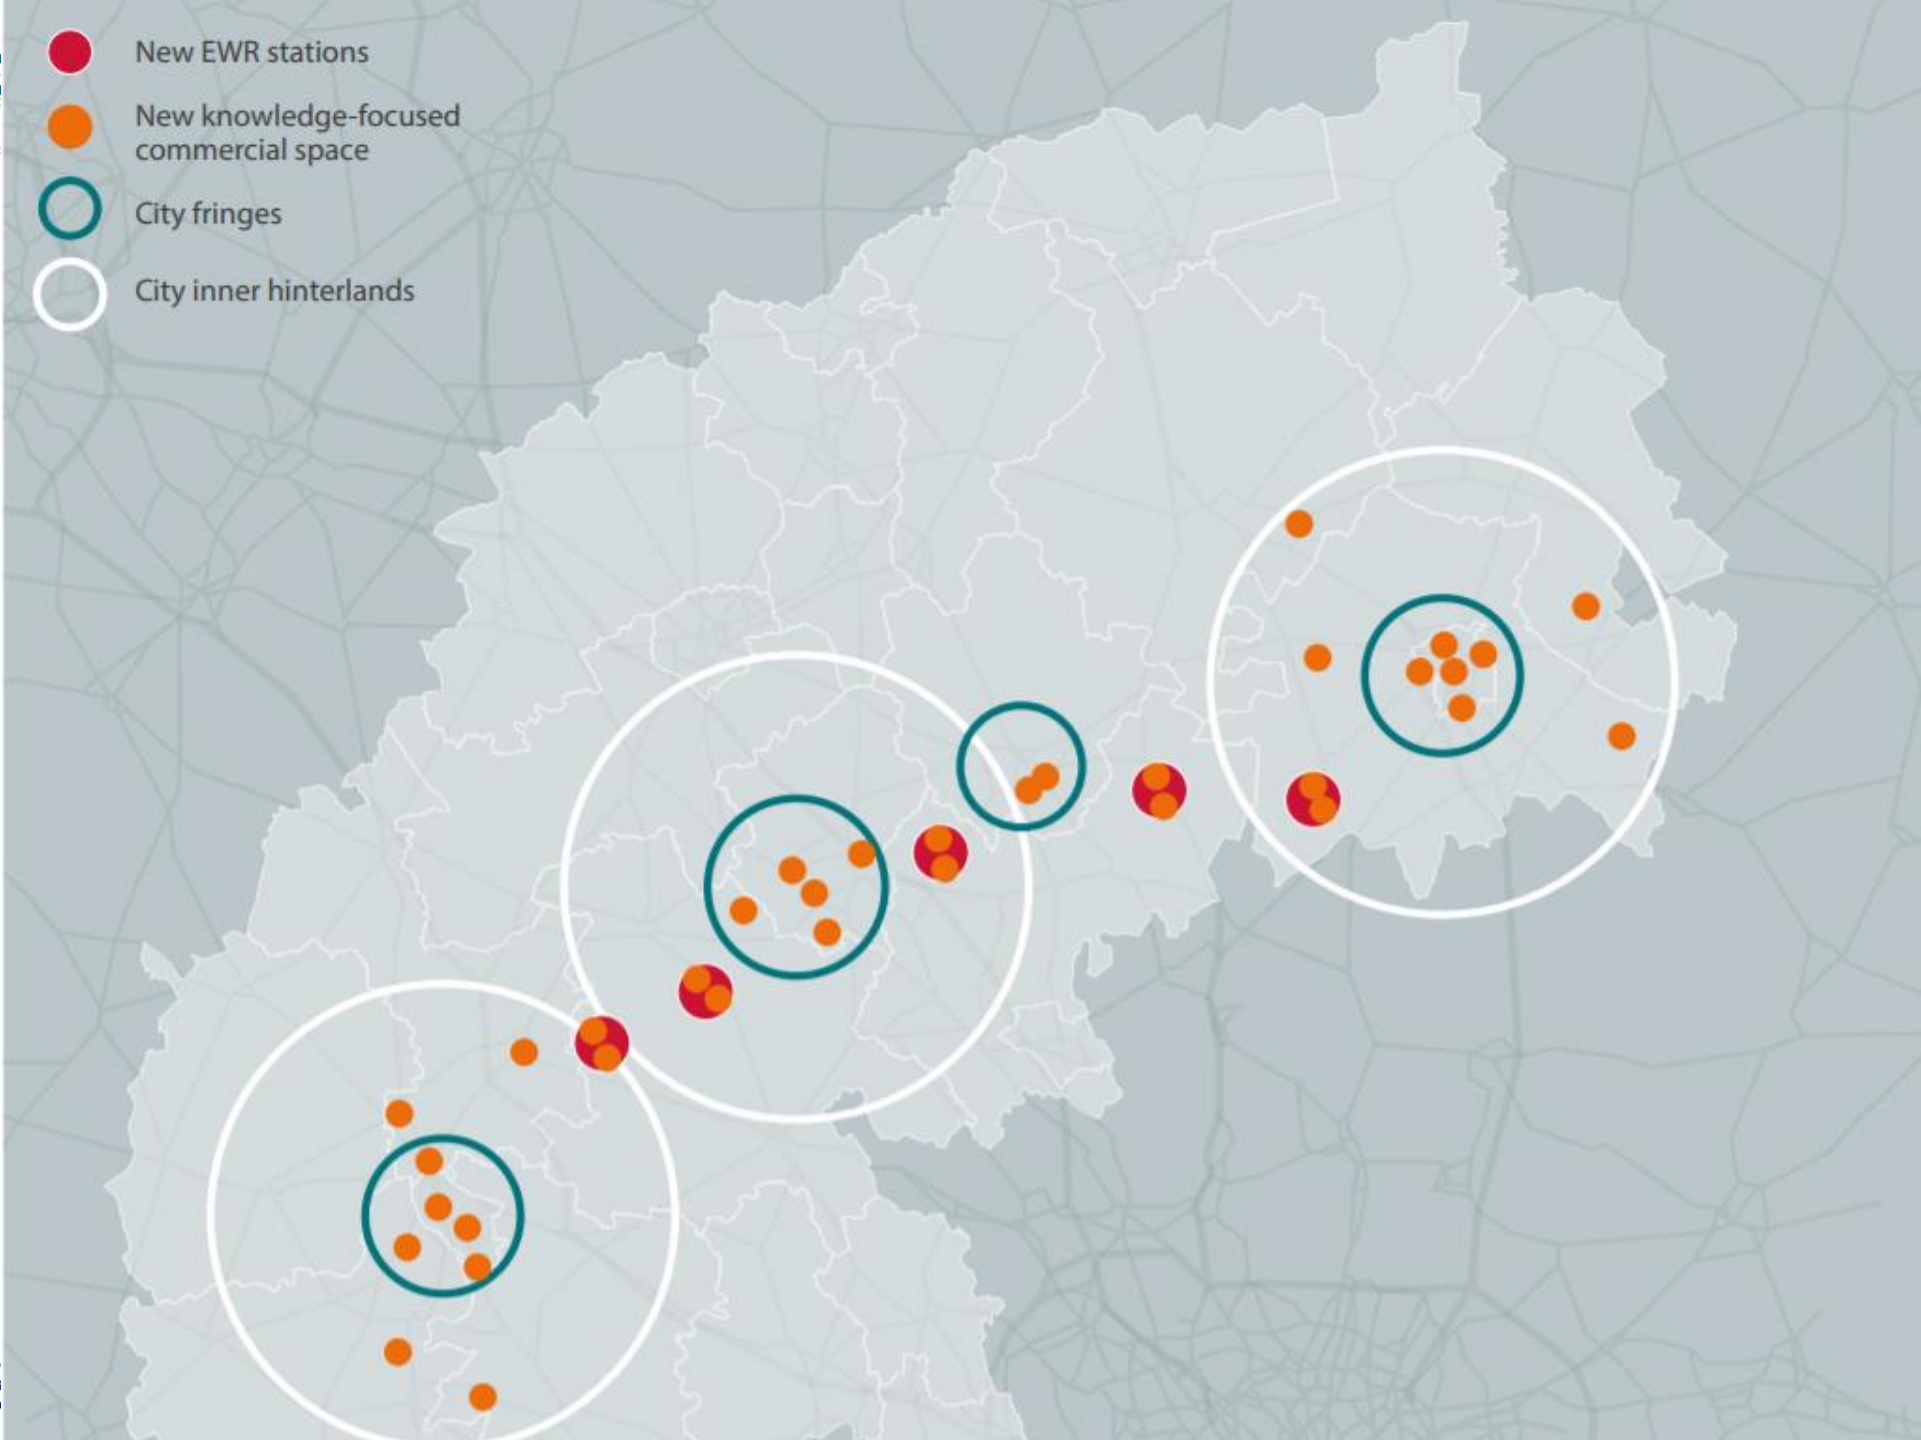 New EWR stations
New knowledge-focused
commercial space
City fringes
City inner hinterlands